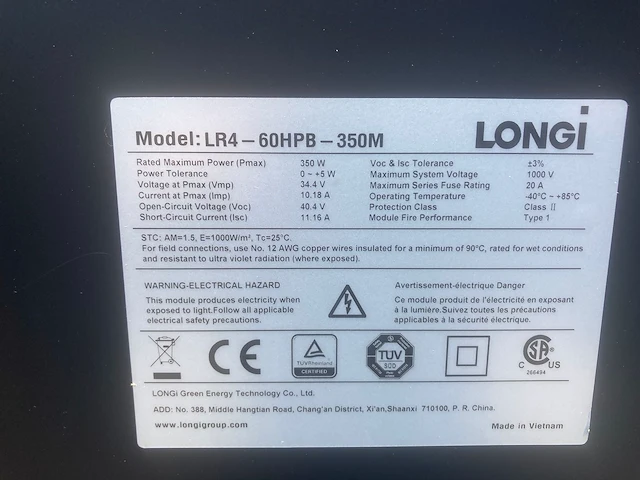 LONGi
Model: LR4-60HPB-350M
Rated Maximum Power (Pmax) 350 W
Power Tolerance 0 ~ +5 W
Voltage at Pmax (Vmp) 34.4 V
Current at Pmax (Imp) 10.18 A
Open-Circuit Voltage (Voc) 40.4 V
Short-Circuit Current (Isc) 11.16 A
Voc & Isc Tolerance ±3%
Maximum System Voltage 1000 V
Maximum Series Fuse Rating 20 A
Operating Temperature -40℃ ~ +85℃
Protection Class Class II
Module Fire Performance Type 1
STC: AM=1.5, E=1000W/m², Tc=25℃.
For field connections, use No. 12 AWG copper wires insulated for a minimum of 90℃, rated for wet conditions
and resistant to ultra violet radiation (where exposed).
WARNING-ELECTRICAL HAZARD
This module produces electricity when
exposed to light.Follow all applicable
electrical safety precautions.
Avertissement-électrique Danger
Ce module produit de l'électricité en exposant
à la lumière.Suivez toutes les précautions
applicables à la sécurité électrique.
CE
TÜVRheinland
CERTIFIED
TÜV
SÜD
SA
C US
266494
LONGi Green Energy Technology Co., Ltd.
ADD: No. 388, Middle Hangtian Road, Chang'an District, Xi'an,Shaanxi 710100, P. R. China.
www.longigroup.com
Made in Vietnam